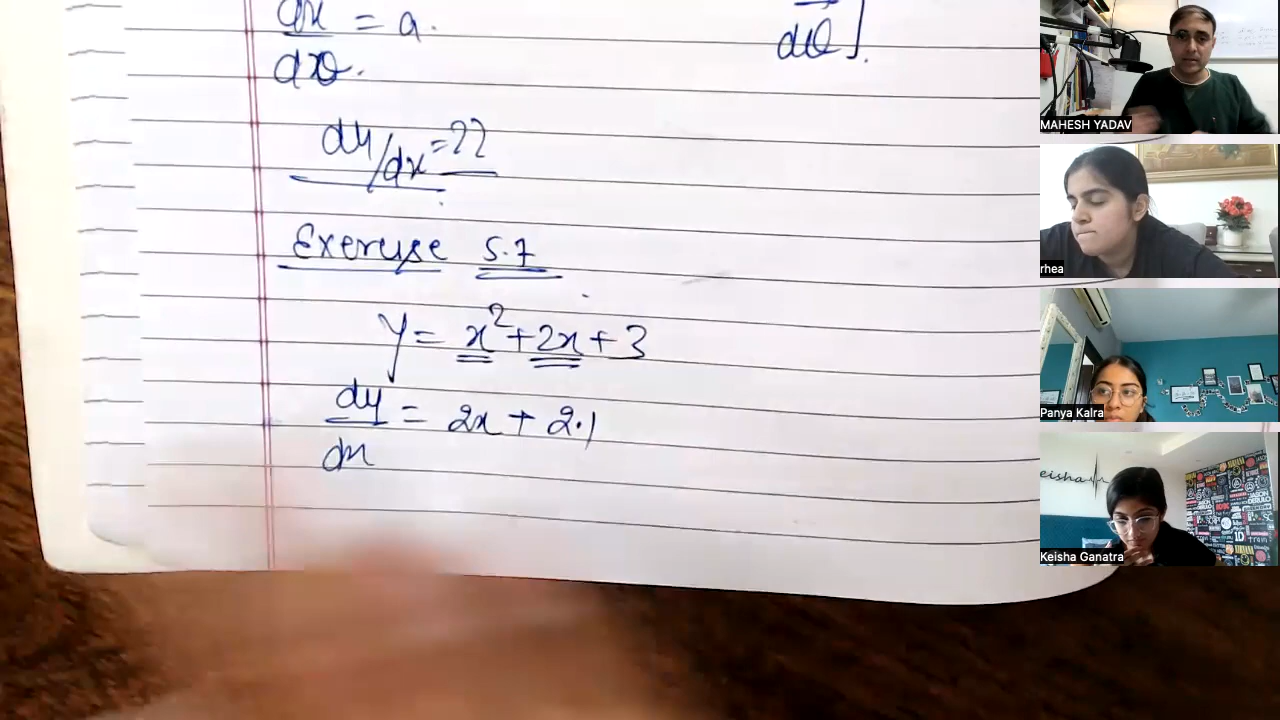 dx/dθ = a.
dθ].
MAHESH YADAV
dy/dx = ??
rhea
Exercise 5.7
y = x² + 2x + 3
Panya Kalra
dy/dx = 2x + 2.1
eisha
Keisha Ganatra